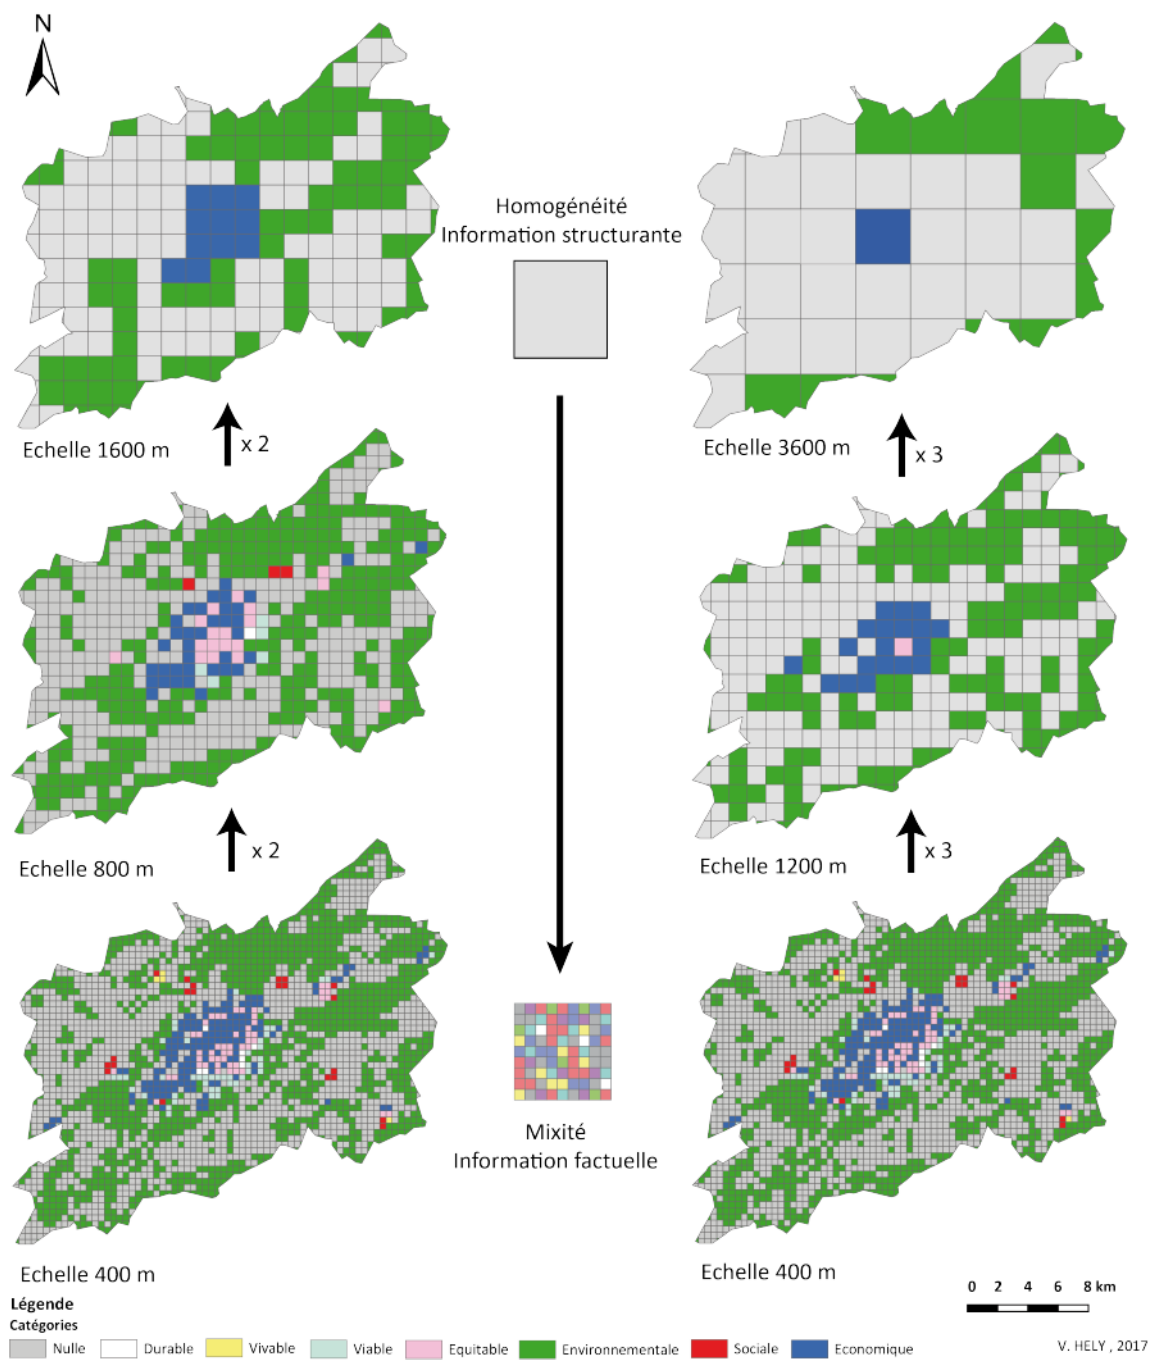 N
Homogénéité
Information structurante
Echelle 1600 m
x 2
Echelle 3600 m
x 3
Echelle 800 m
x 2
Echelle 1200 m
x 3
Mixité
Information factuelle
Echelle 400 m
Echelle 400 m
0 2 4 6 8 km
Légende
Catégories
Nulle Durable Vivable Viable Equitable Environnementale Sociale Economique
V. HELY , 2017